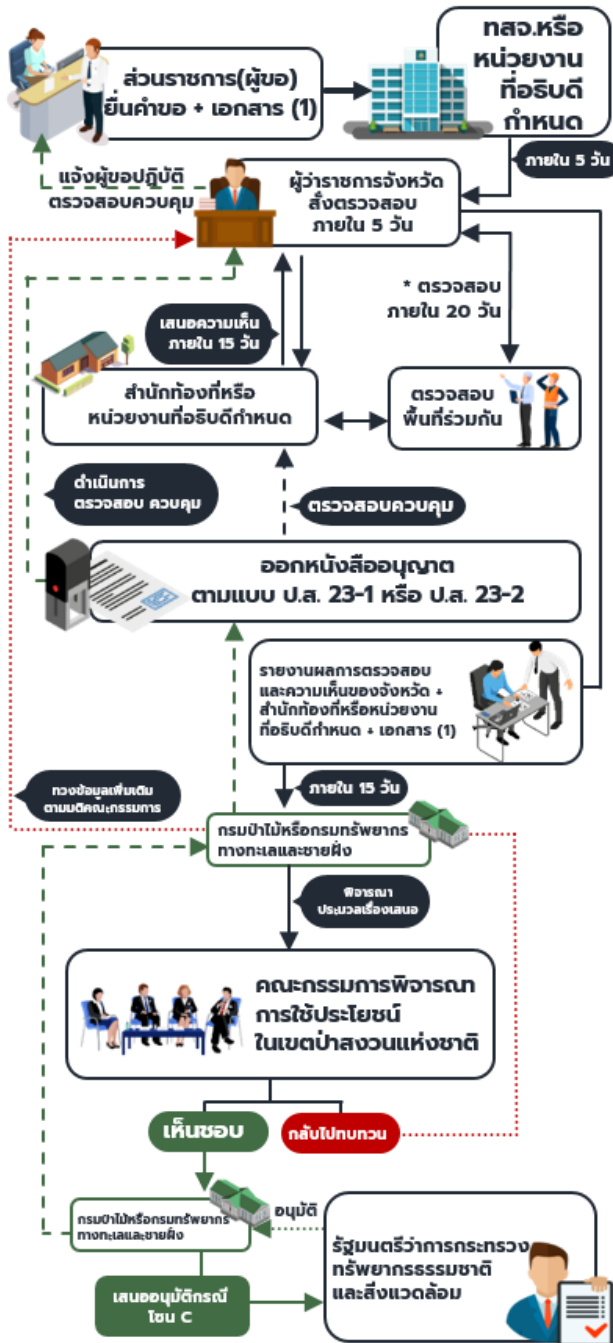 ส่วนราชการ(ผู้ขอ)
ยื่นคำขอ + เอกสาร (1)
ทสจ.หรือ
หน่วยงาน
ที่อธิบดี
กำหนด
ภายใน 5 วัน
แจ้งผู้ขอปฏิบัติ
ตรวจสอบควบคุม
ผู้ว่าราชการจังหวัด
สั่งตรวจสอบ
ภายใน 5 วัน
* ตรวจสอบ
ภายใน 20 วัน
เสนอความเห็น
ภายใน 15 วัน
สำนักท้องที่หรือ
หน่วยงานที่อธิบดีกำหนด
ตรวจสอบ
พื้นที่ร่วมกัน
ดำเนินการ
ตรวจสอบ ควบคุม
ตรวจสอบควบคุม
ออกหนังสืออนุญาต
ตามแบบ ป.ส. 23-1 หรือ ป.ส. 23-2
รายงานผลการตรวจสอบ
และความเห็นของจังหวัด +
สำนักท้องที่หรือหน่วยงาน
ที่อธิบดีกำหนด + เอกสาร (1)
ทวงข้อมูลเพิ่มเติม
ตามมติคณะกรรมการ
ภายใน 15 วัน
กรมป่าไม้หรือกรมทรัพยากร
ทางทะเลและชายฝั่ง
พิจารณา
ประมวลเรื่องเสนอ
คณะกรรมการพิจารณา
การใช้ประโยชน์
ในเขตป่าสงวนแห่งชาติ
เห็นชอบ
กลับไปทบทวน
กรมป่าไม้หรือกรมทรัพยากร
ทางทะเลและชายฝั่ง
อนุมัติ
รัฐมนตรีว่าการกระทรวง
ทรัพยากรธรรมชาติ
และสิ่งแวดล้อม
เสนออนุมัติกรณี
โซน C